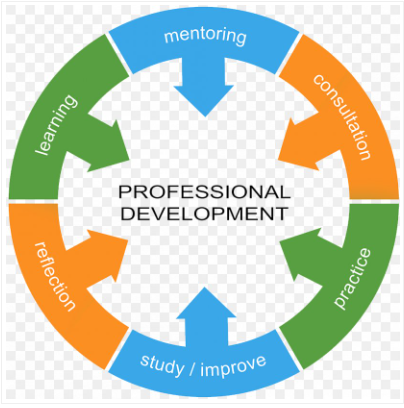 mentoring
consultation
learning
PROFESSIONAL
DEVELOPMENT
reflection
practice
study / improve